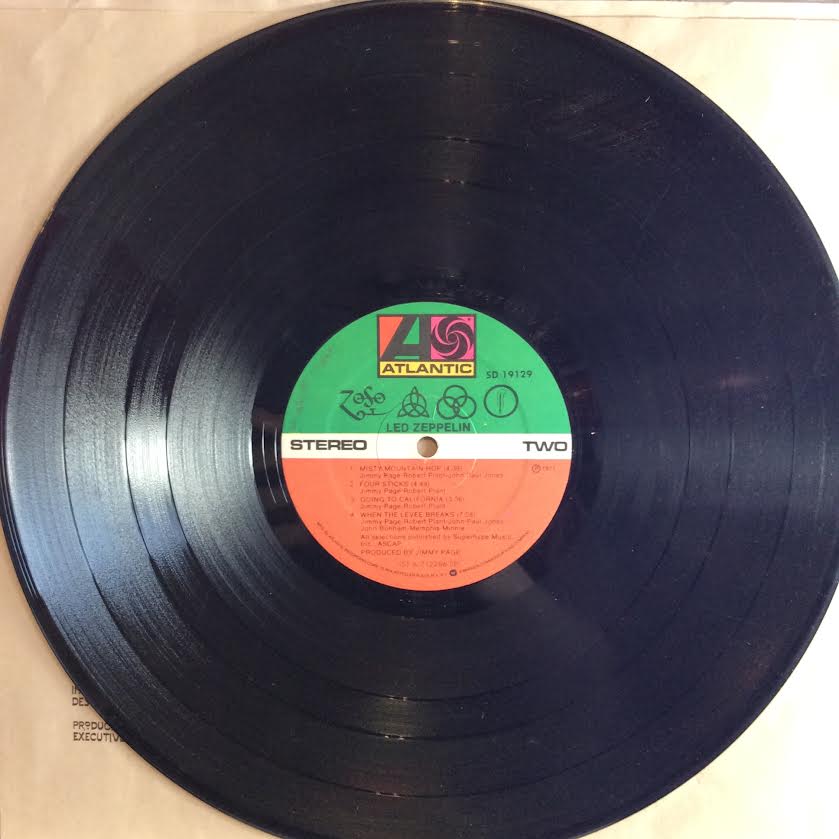 ATLANTIC
SD 19129
LED ZEPPELIN
STEREO
TWO
℗ 1971
1. MISTY MOUNTAIN HOP (4:39)
Jimmy Page-Robert Plant-John Paul Jones
2. FOUR STICKS (4:49)
Jimmy Page-Robert Plant
3. GOING TO CALIFORNIA (3:36)
Jimmy Page-Robert Plant
4. WHEN THE LEVEE BREAKS (7:08)
Jimmy Page-Robert Plant-John Paul Jones
John Bonham-Memphis Minnie
All selections published by Superhype Music,
Inc., ASCAP
PRODUCED BY JIMMY PAGE
DES
PRODUC
EXECUTIVE